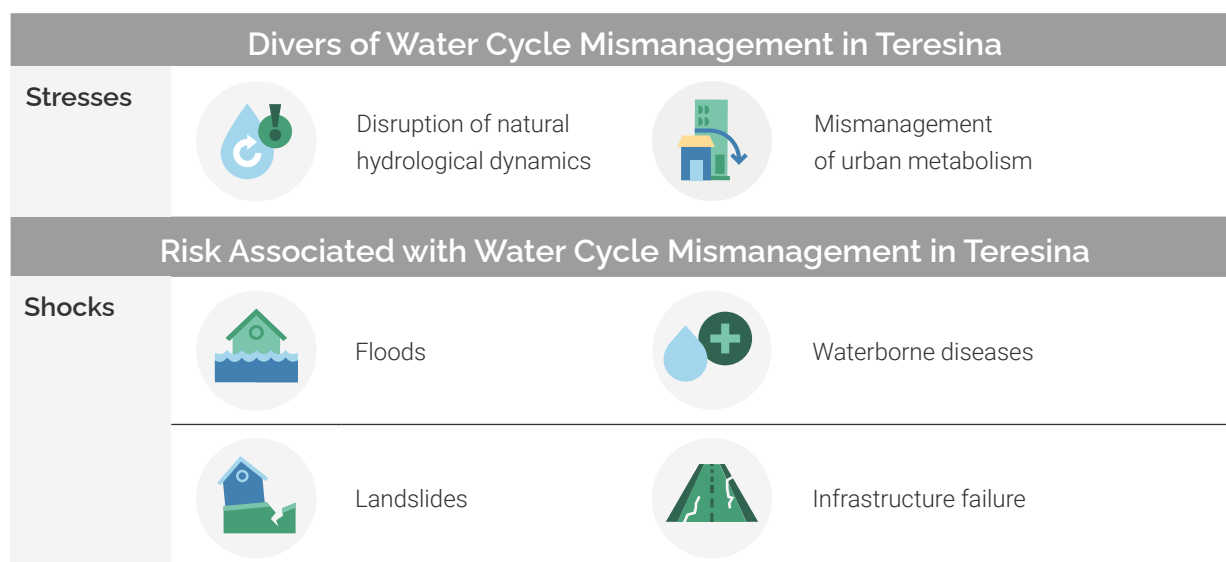 Divers of Water Cycle Mismanagement in Teresina
Stresses
Disruption of natural
hydrological dynamics
Mismanagement
of urban metabolism
Risk Associated with Water Cycle Mismanagement in Teresina
Shocks
Floods
Waterborne diseases
Landslides
Infrastructure failure